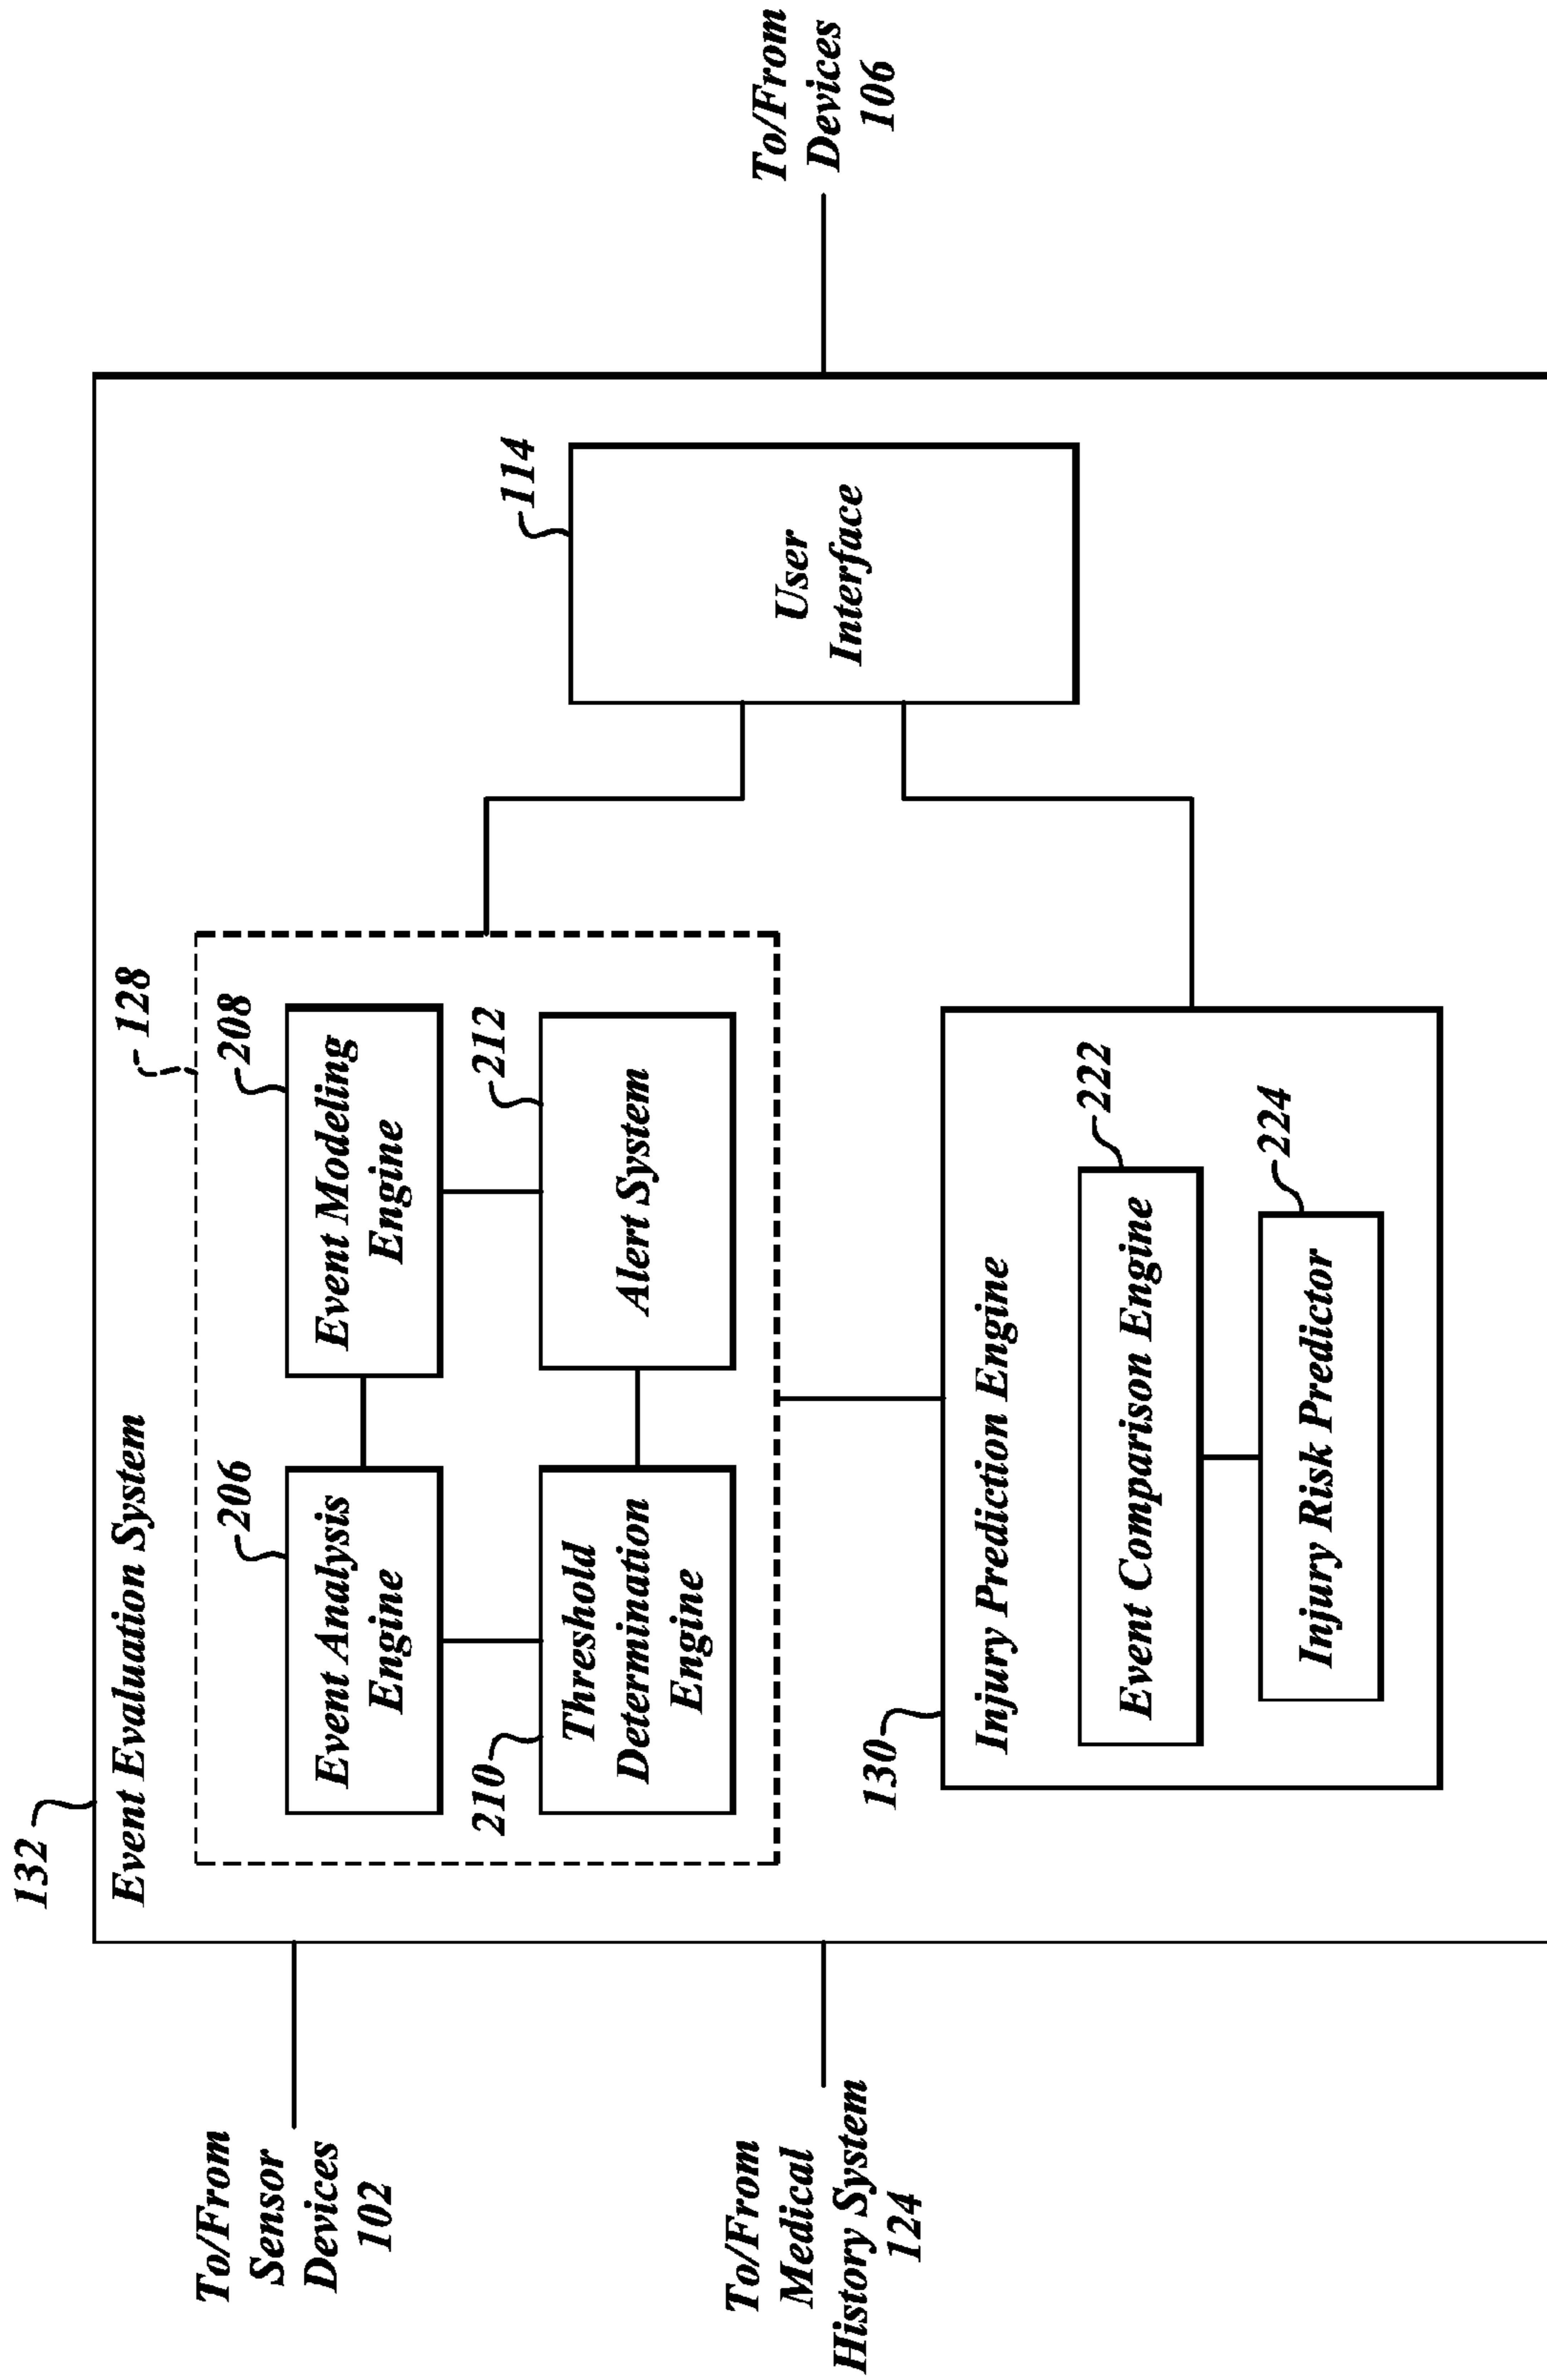 132
Event Evaluation System
128
206
Event Analysis
Engine
208
Event Modeling
Engine
210
Threshold
Determination
Engine
212
Alert System
114
User
Interface
130
Injury Prediction Engine
222
Event Comparison Engine
224
Injury Risk Predictor
To/From
Sensor
Devices
102
To/From
Medical
History System
124
To/From
Devices
106